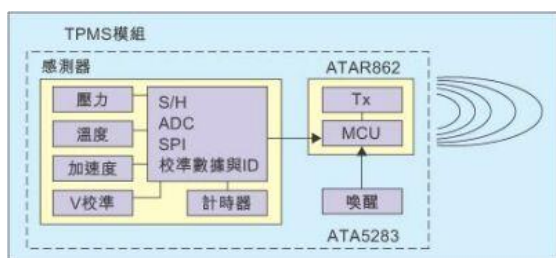 TPMS模組
感測器
壓力
溫度
加速度
V校準
S/H
ADC
SPI
校準數據與ID
計時器
ATAR862
Tx
MCU
喚醒
ATA5283